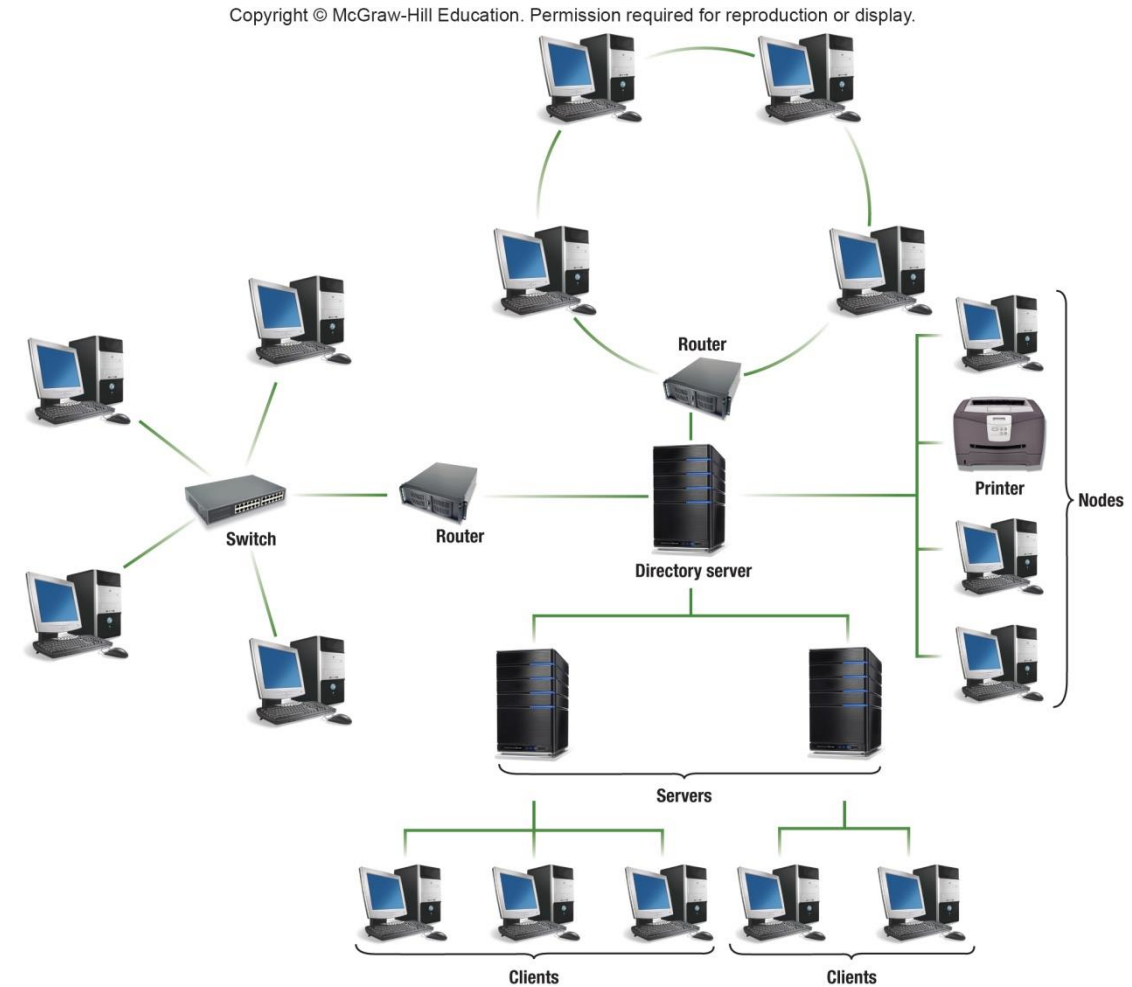 Copyright © McGraw-Hill Education. Permission required for reproduction or display.
Router
Printer
Nodes
Switch
Router
Directory server
Servers
Clients
Clients